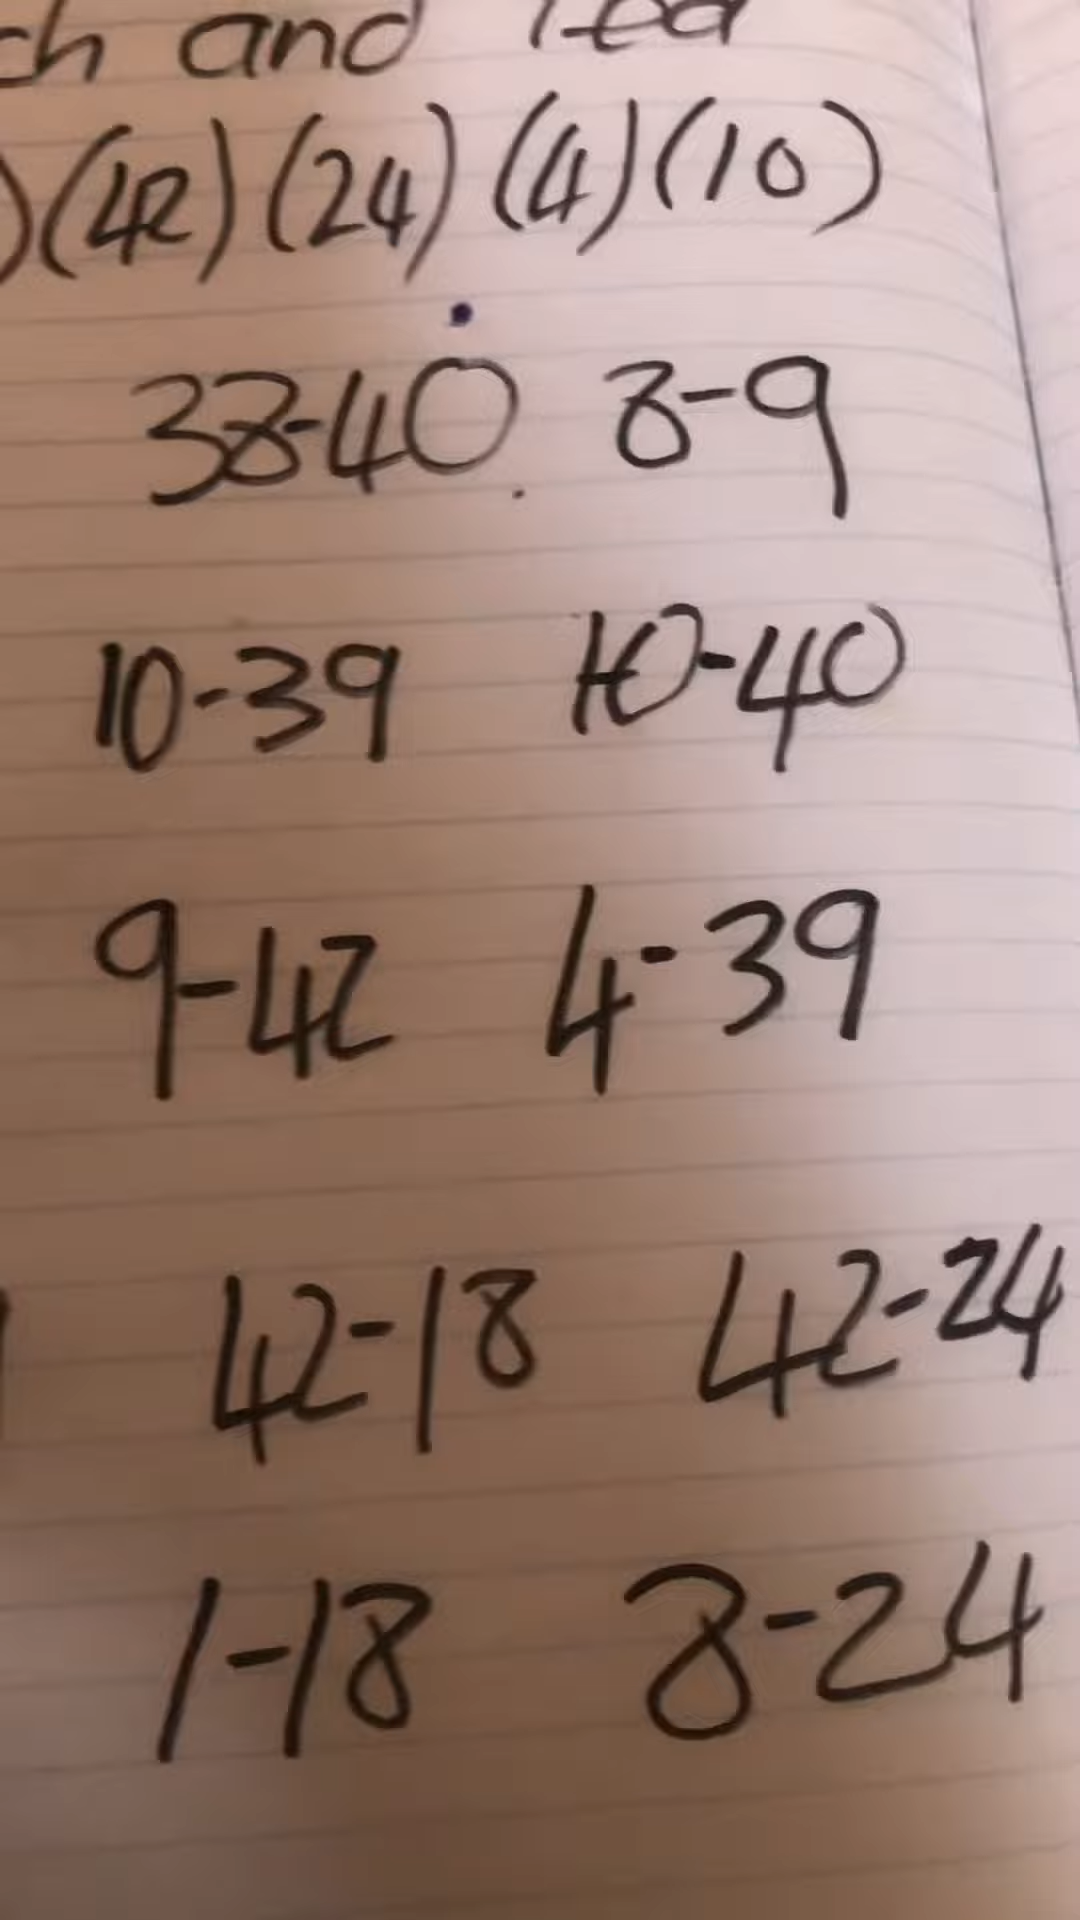 ch and
)(42) (24) (4) (10)
38-40. 8-9
10-39 10-40
9-42 4-39
42-18 42-24
1-18 8-24